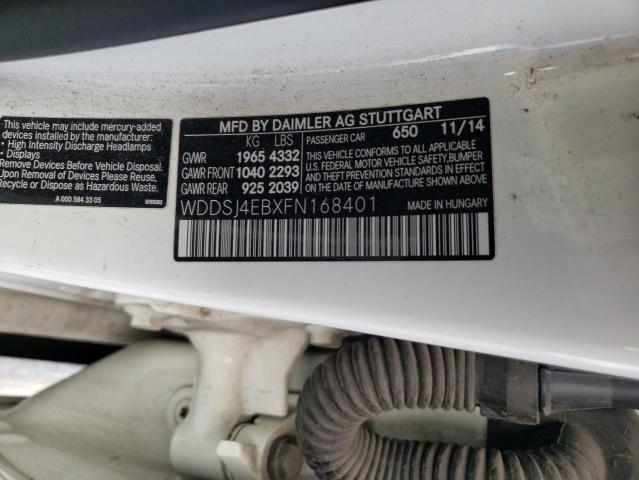 This vehicle may include mercury-added
devices installed by the manufacturer:
• High Intensity Discharge Headlamps
• Displays
Remove Devices Before Vehicle Disposal.
Upon Removal of Devices Please Reuse,
Recycle or Dispose as Hazardous Waste.
A 000 584 33 05
MFD BY DAIMLER AG STUTTGART
KG LBS
GVWR 1965 4332
GAWR FRONT 1040 2293
GAWR REAR 925 2039
PASSENGER CAR 650 11/14
THIS VEHICLE CONFORMS TO ALL APPLICABLE
U.S. FEDERAL MOTOR VEHICLE SAFETY,BUMPER
AND THEFT PREVENTION STANDARDS
IN EFFECT ON THE DATE OF
MANUFACTURE SHOWN ABOVE.
WDDSJ4EBXFN168401
MADE IN HUNGARY